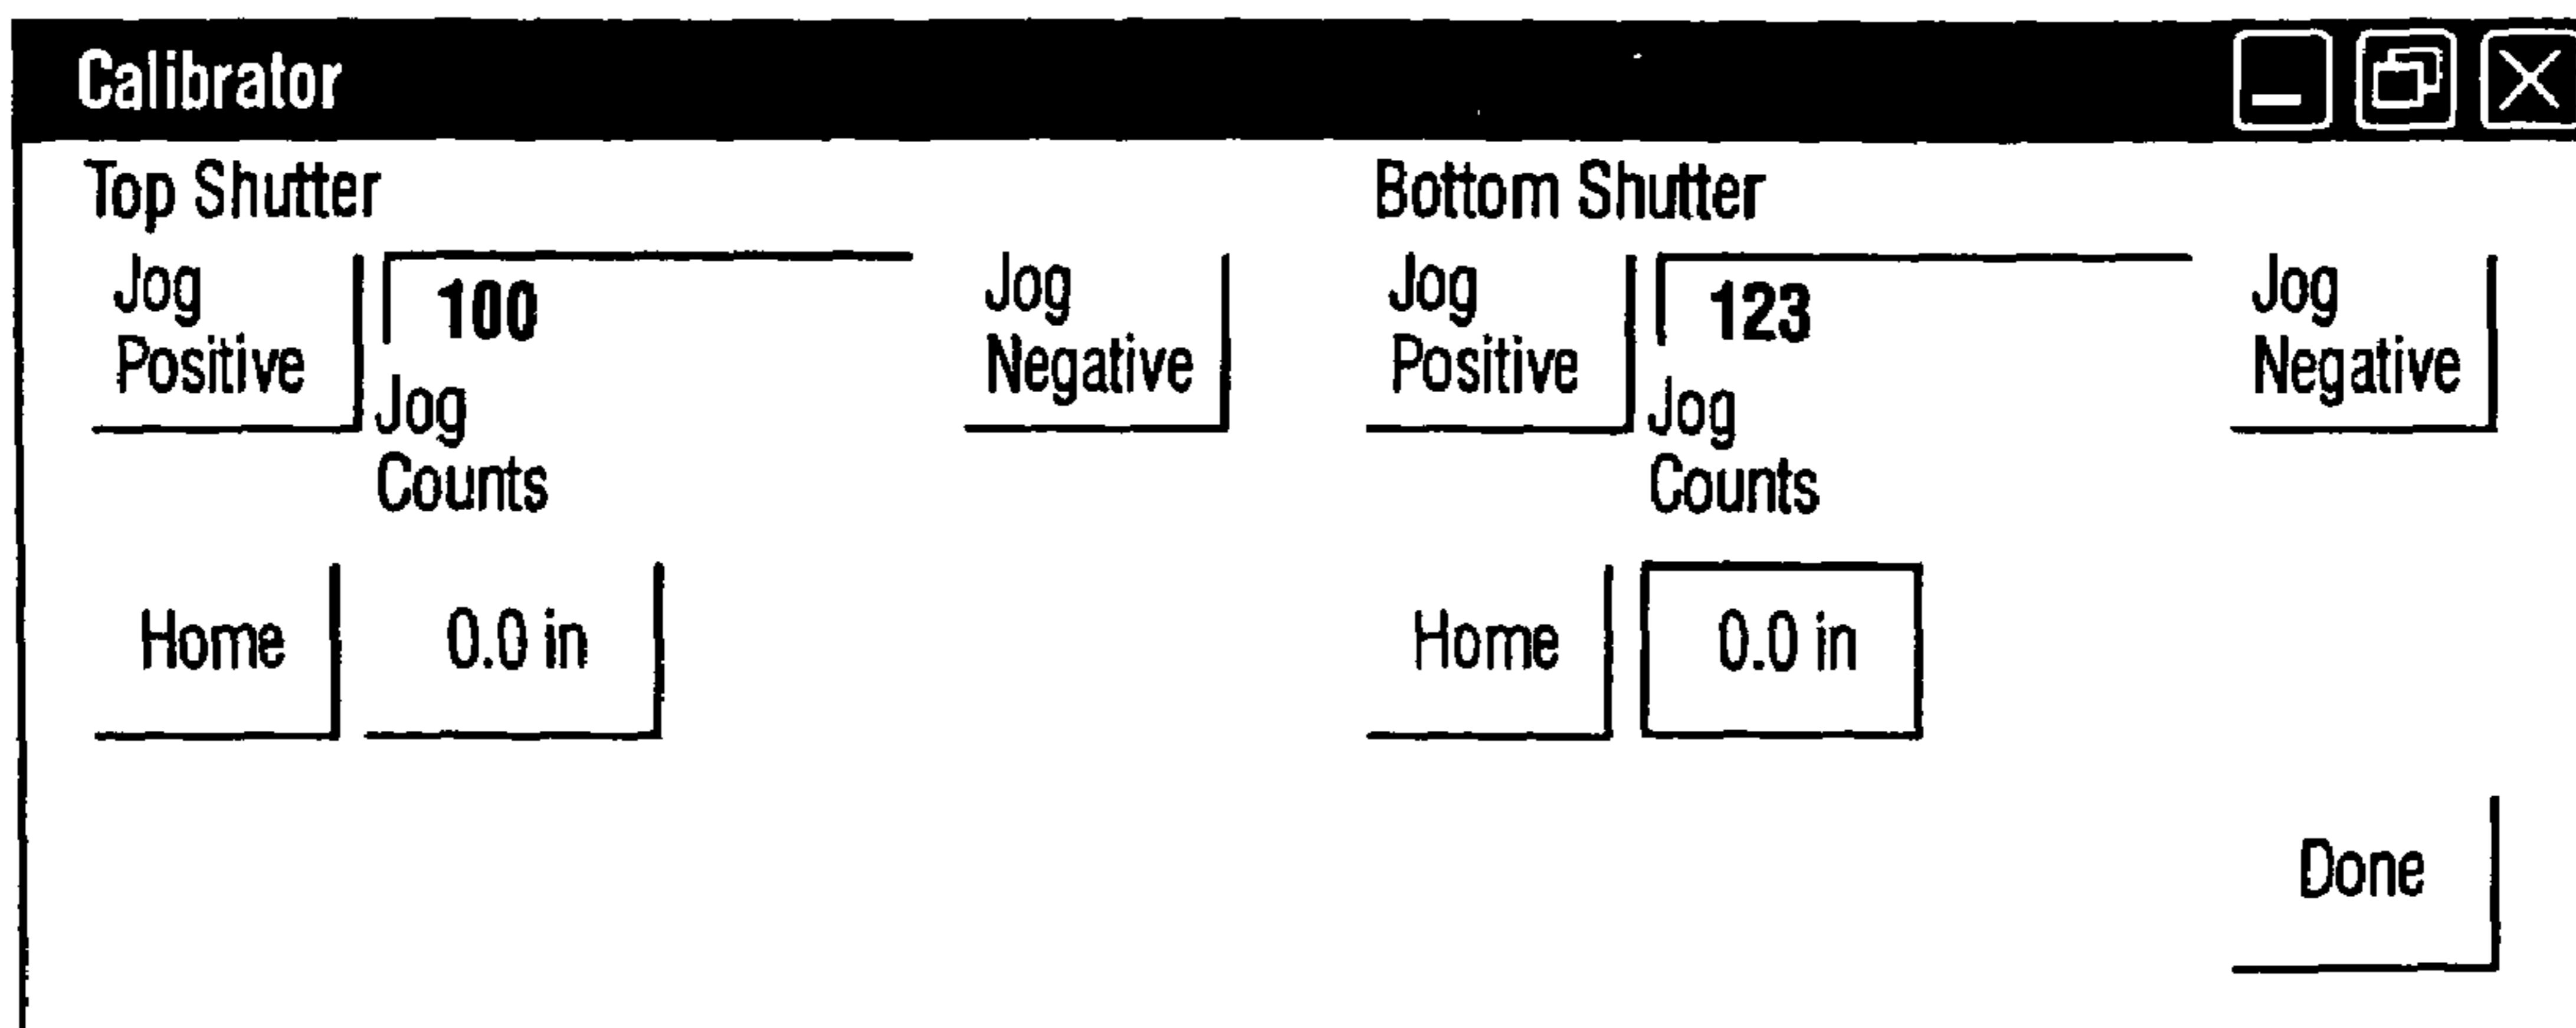 Calibrator
Top Shutter
Jog
Positive
100
Jog
Counts
Jog
Negative
Home
0.0 in
Bottom Shutter
Jog
Positive
123
Jog
Counts
Jog
Negative
Home
0.0 in
Done